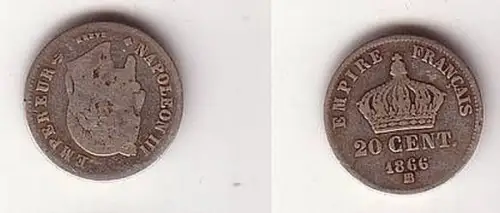 NAPOLEON III
EMPEREUR
EMPIRE FRANÇAIS
20 CENT.
1866
BB